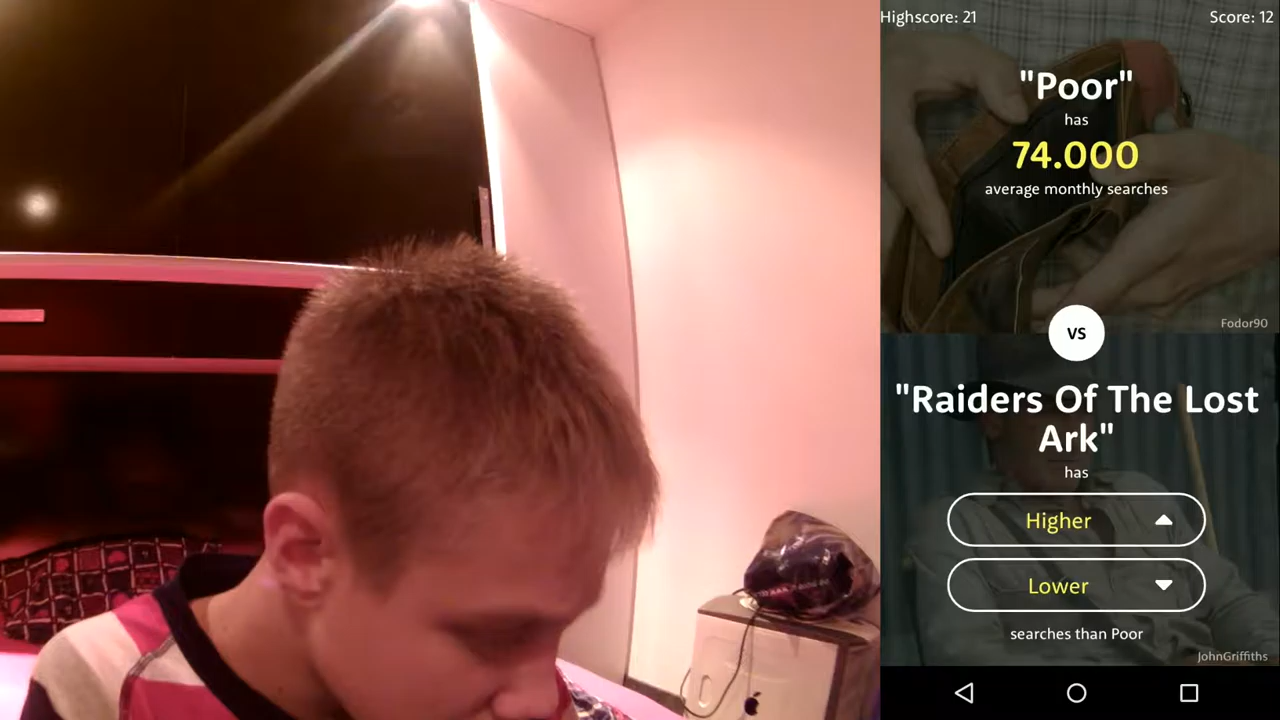 Highscore: 21
Score: 12
"Poor"
has
74.000
average monthly searches
Fodor90
VS
"Raiders Of The Lost
Ark"
has
Higher
Lower
searches than Poor
JohnGriffiths